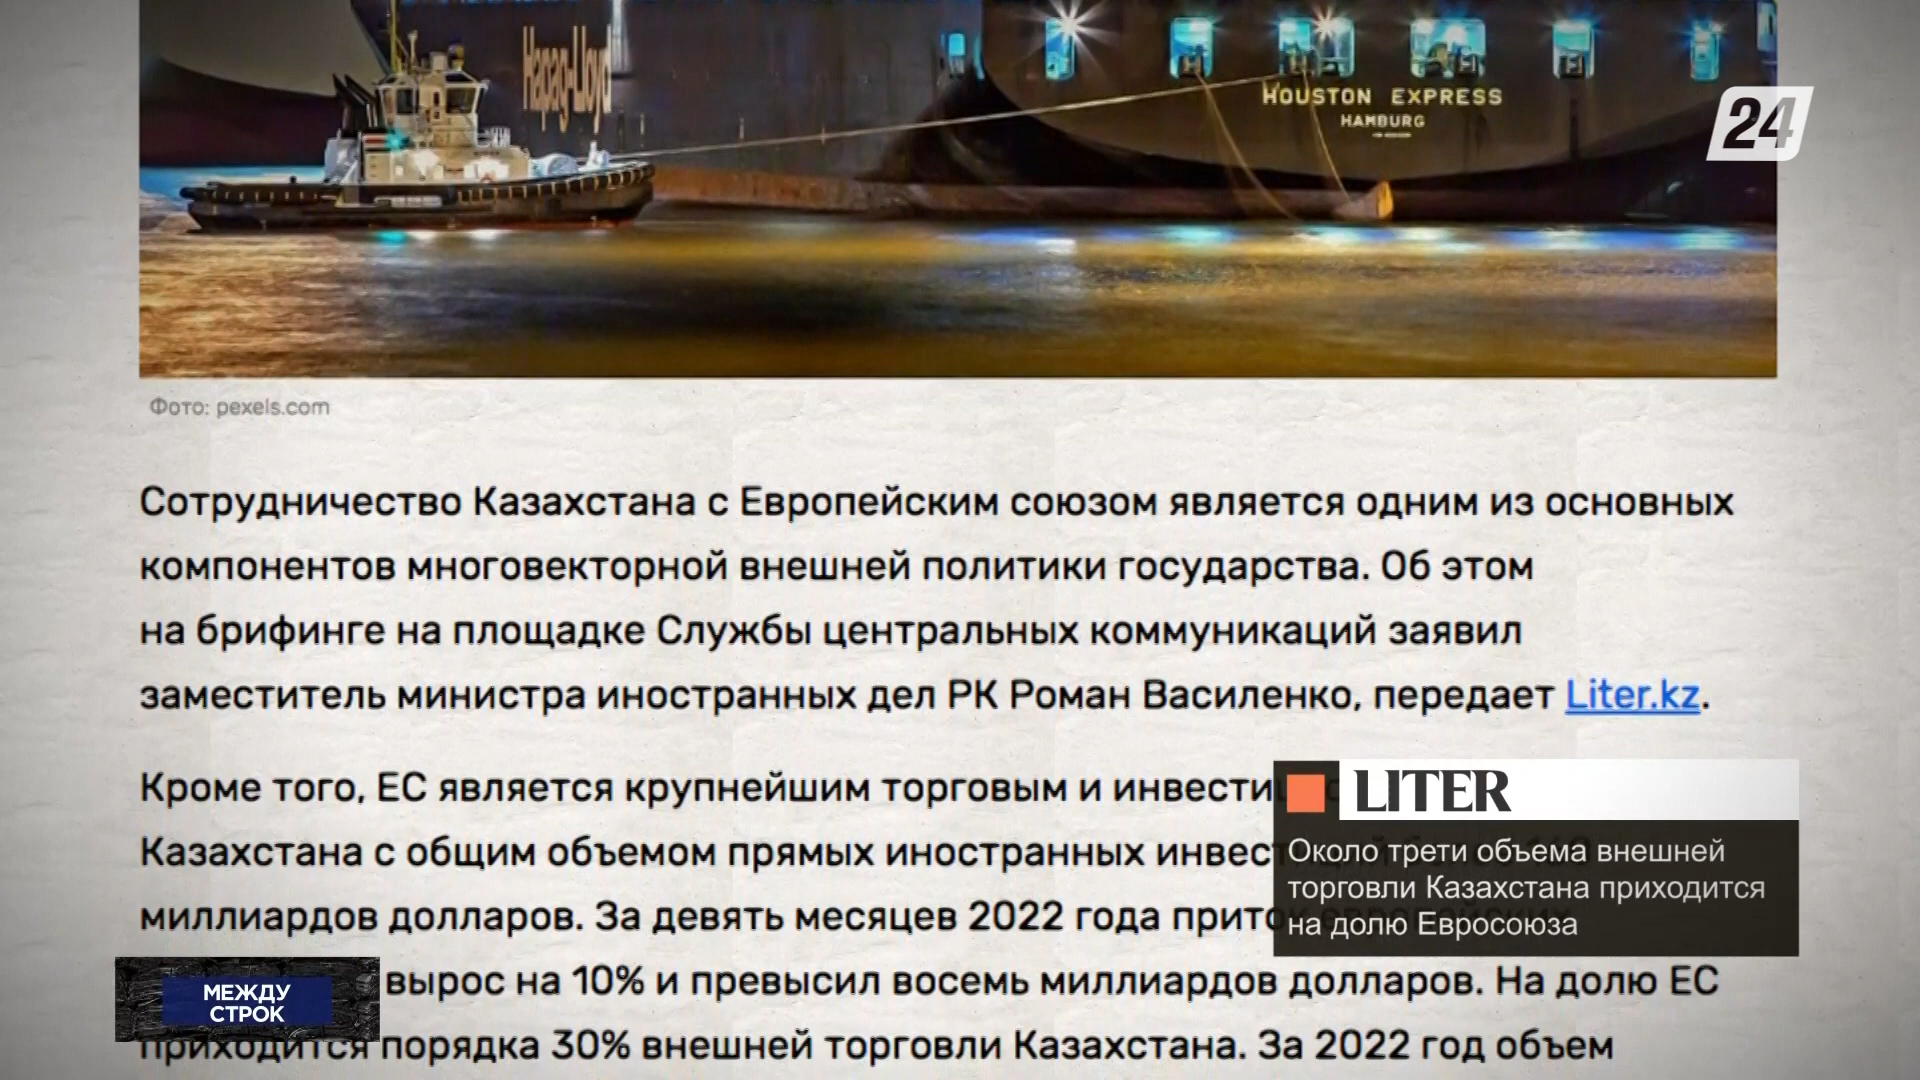 Hapag-Lloyd
HOUSTON EXPRESS
HAMBURG
24
Фото: pexels.com
Сотрудничество Казахстана с Европейским союзом является одним из основных
компонентов многовекторной внешней политики государства. Об этом
на брифинге на площадке Службы центральных коммуникаций заявил
заместитель министра иностранных дел РК Роман Василенко, передает Liter.kz.
Кроме того, ЕС является крупнейшим торговым и
Казахстана с общим объемом прямых иностранных
миллиардов долларов. За девять месяцев 2022 года
вырос на 10% и превысил восемь миллиардов долларов. На долю ЕС
приходится порядка 30% внешней торговли Казахстана. За 2022 год объем
LITER
Около трети объема внешней
торговли Казахстана приходится
на долю Евросоюза
МЕЖДУ
СТРОК